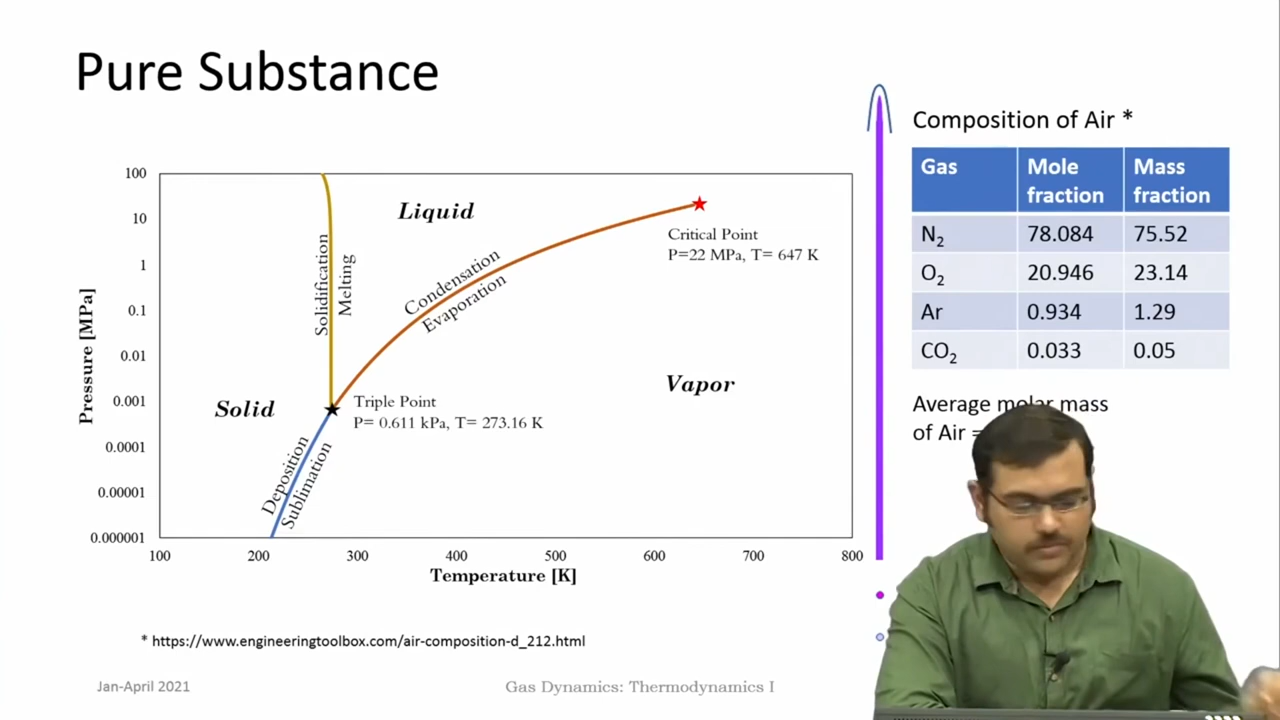 Pure Substance
100
10
1
0.1
0.01
0.001
0.0001
0.00001
0.000001
Pressure [MPa]
100 200 300 400 500 600 700 800
Temperature [K]
Solid
Liquid
Vapor
Solidification
Melting
Condensation
Evaporation
Deposition
Sublimation
Critical Point
P=22 MPa, T= 647 K
Triple Point
P= 0.611 kPa, T= 273.16 K
Composition of Air *
Gas Mole fraction Mass fraction
N₂ 78.084 75.52
O₂ 20.946 23.14
Ar 0.934 1.29
CO₂ 0.033 0.05
Average molar mass
of Air =
* https://www.engineeringtoolbox.com/air-composition-d_212.html
Jan-April 2021
Gas Dynamics: Thermodynamics I